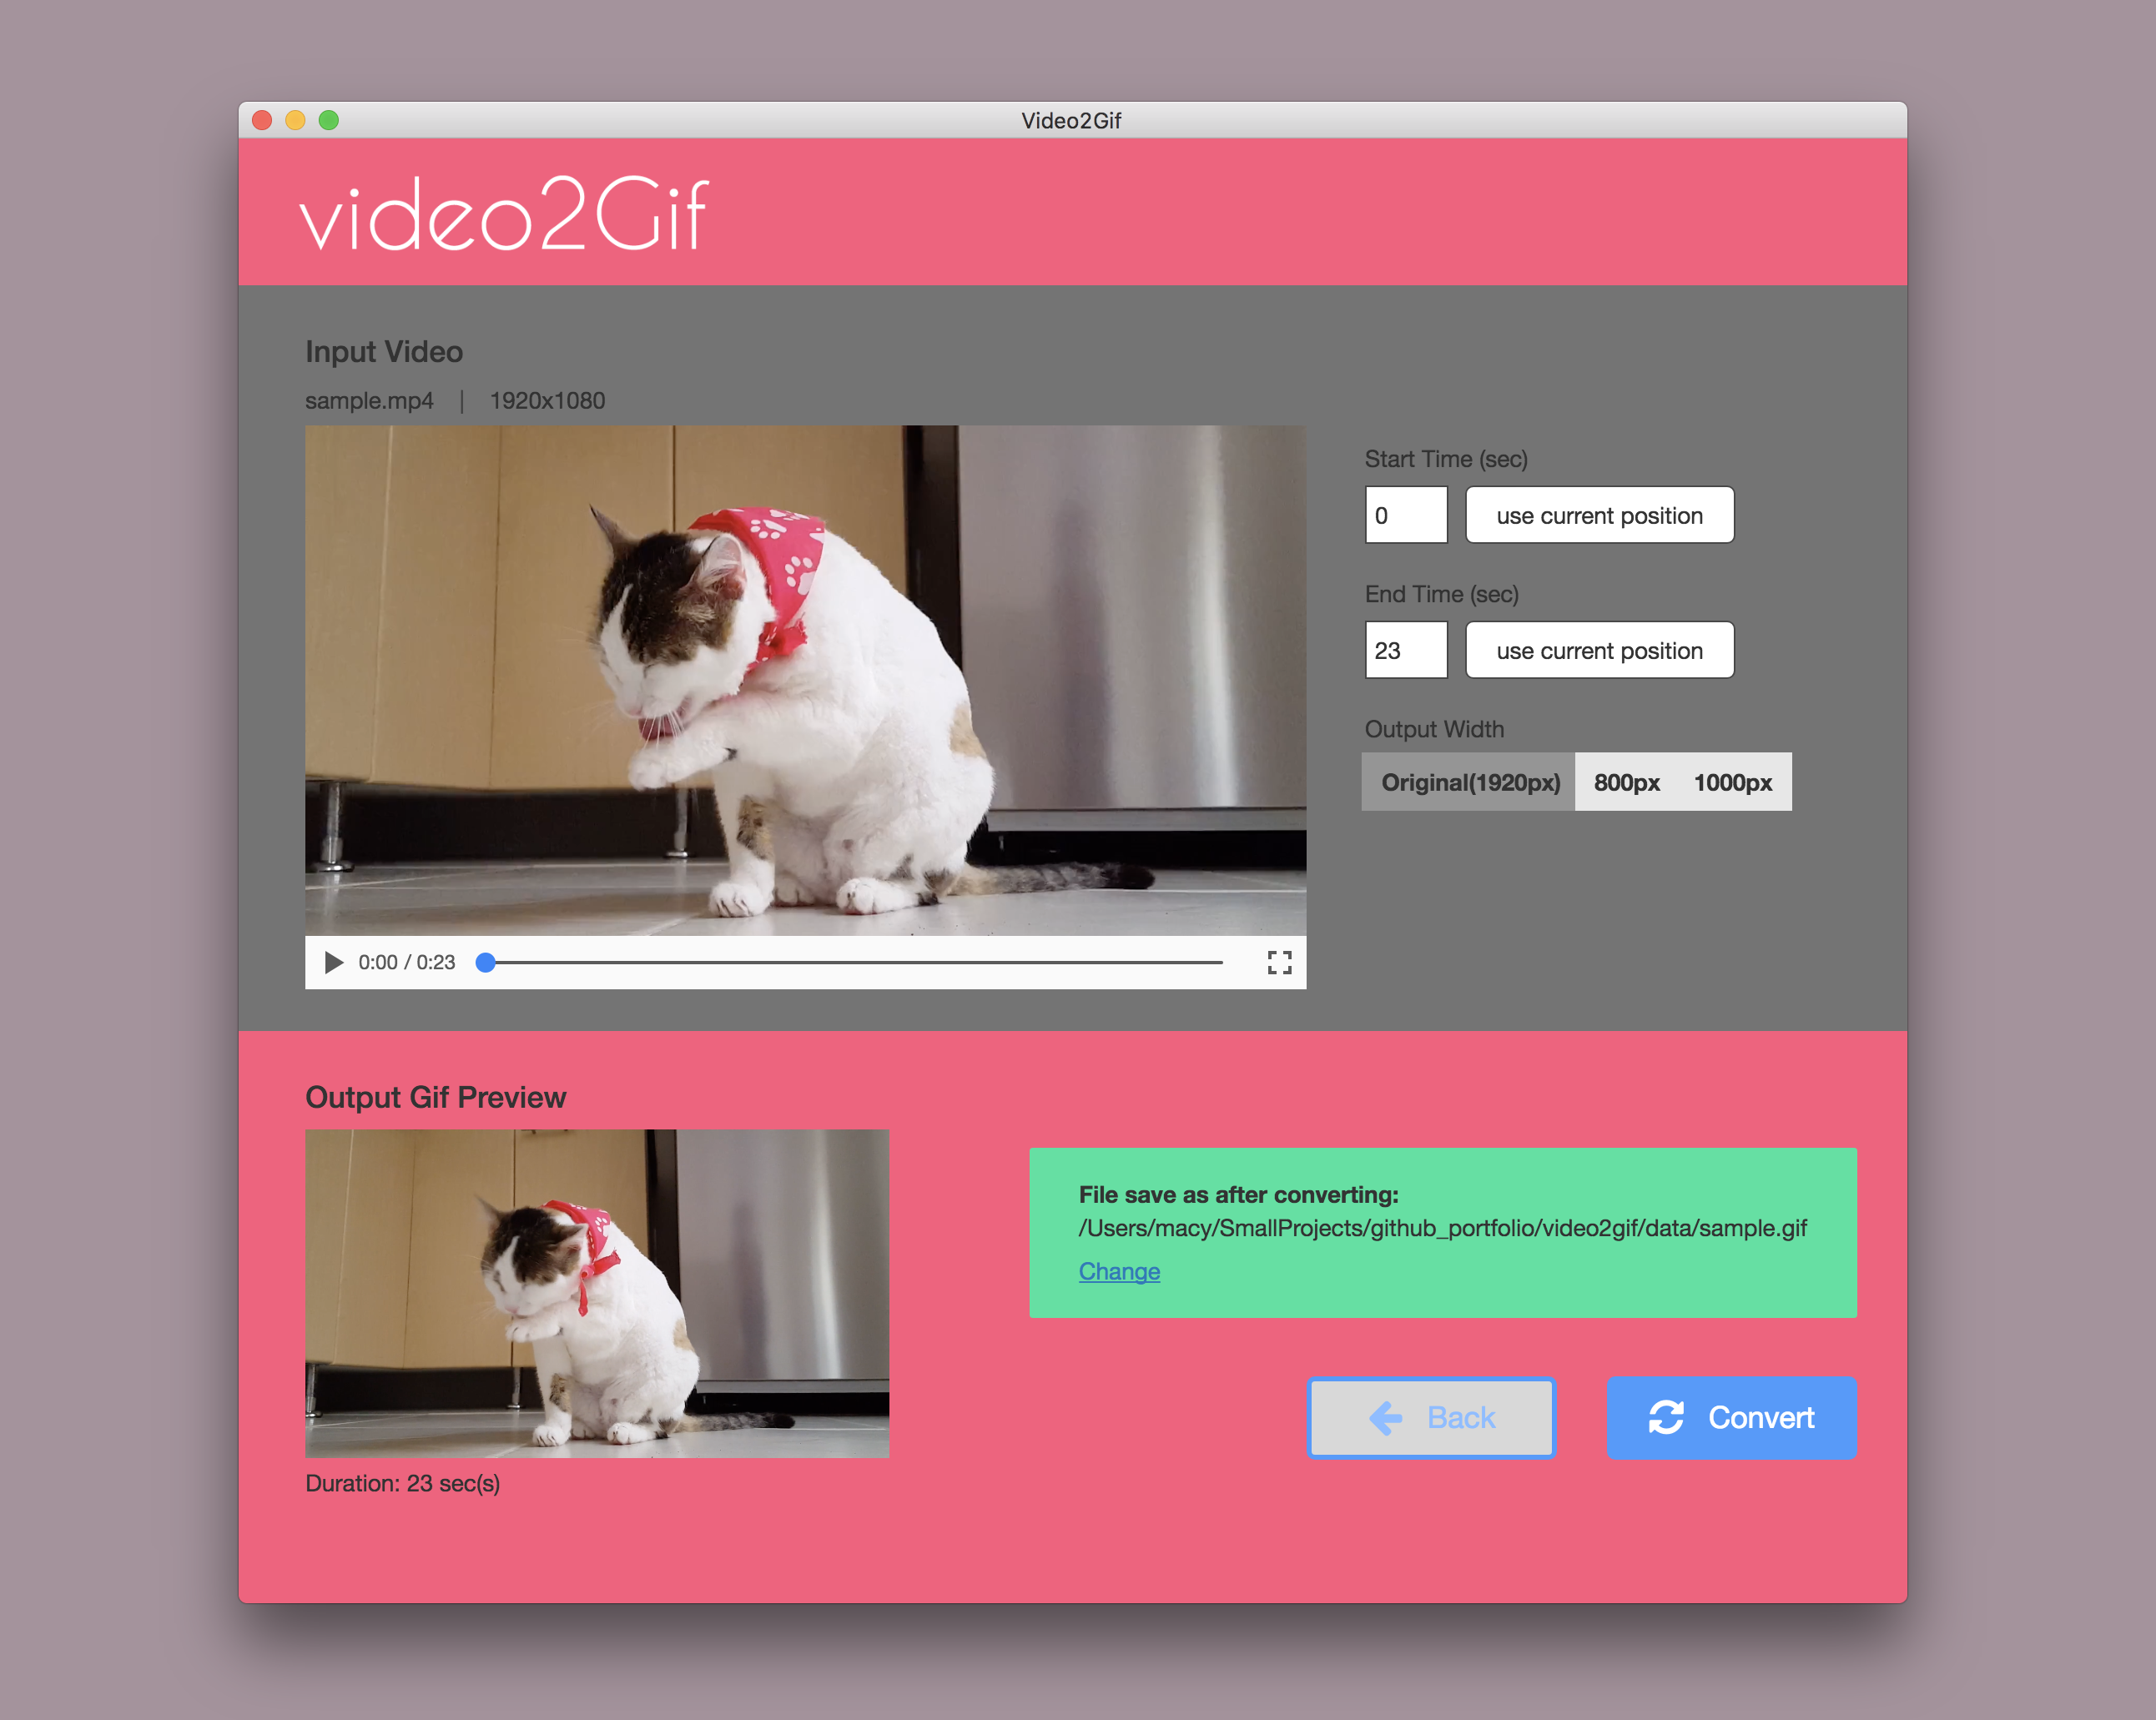 Video2Gif
video2Gif
Input Video
sample.mp4 | 1920x1080
Start Time (sec)
0 use current position
End Time (sec)
23 use current position
Output Width
Original(1920px) 800px 1000px
0:00 / 0:23
Output Gif Preview
File save as after converting:
/Users/macy/SmallProjects/github_portfolio/video2gif/data/sample.gif
Change
Back Convert
Duration: 23 sec(s)